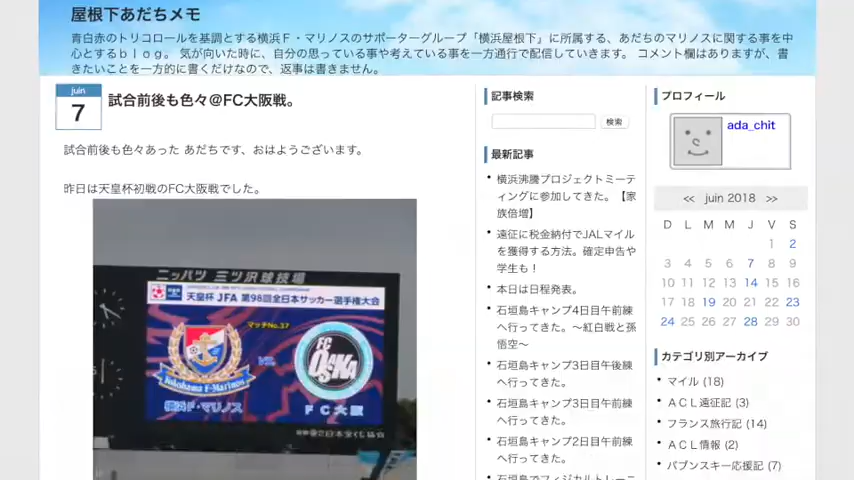 屋根下あだちメモ
青白赤のトリコロールを基調とする横浜Ｆ・マリノスのサポーターグループ「横浜屋根下」に所属する、あだちのマリノスに関する事を中
心とするｂｌｏｇ。 気が向いた時に、自分の思っている事や考えている事を一方通行で配信していきます。 コメント欄はありますが、書
きたいことを一方的に書くだけなので、返事は書きません。
juin
7
試合前後も色々＠FC大阪戦。
試合前後も色々あった あだちです、おはようございます。
昨日は天皇杯初戦のFC大阪戦でした。
ニッパツ 三ツ沢球技場
天皇杯 JFA 第98回全日本サッカー選手権大会
マッチNo.37
VS.
FC
OSAKA
Yokohama F·Marinos
横浜F・マリノス
ＦＣ大阪
記事検索
検索
最新記事
横浜沸騰プロジェクトミーテ
ィングに参加してきた。【家
族倍増】
遠征に税金納付でJALマイル
を獲得する方法。確定申告や
学生も！
本日は日程発表。
石垣島キャンプ4日目午前練
へ行ってきた。〜紅白戦と孫
悟空〜
石垣島キャンプ3日目午後練
へ行ってきた。
石垣島キャンプ3日目午前練
へ行ってきた。
石垣島キャンプ2日目午前練
へ行ってきた。
石垣島でフィジカルトレーニ
プロフィール
ada_chit
<< juin 2018 >>
D L M M J V S
1 2
3 4 5 6 7 8 9
10 11 12 13 14 15 16
17 18 19 20 21 22 23
24 25 26 27 28 29 30
カテゴリ別アーカイブ
マイル (18)
ＡＣＬ遠征記 (3)
フランス旅行記 (14)
ＡＣＬ情報 (2)
バブンスキー応援記 (7)